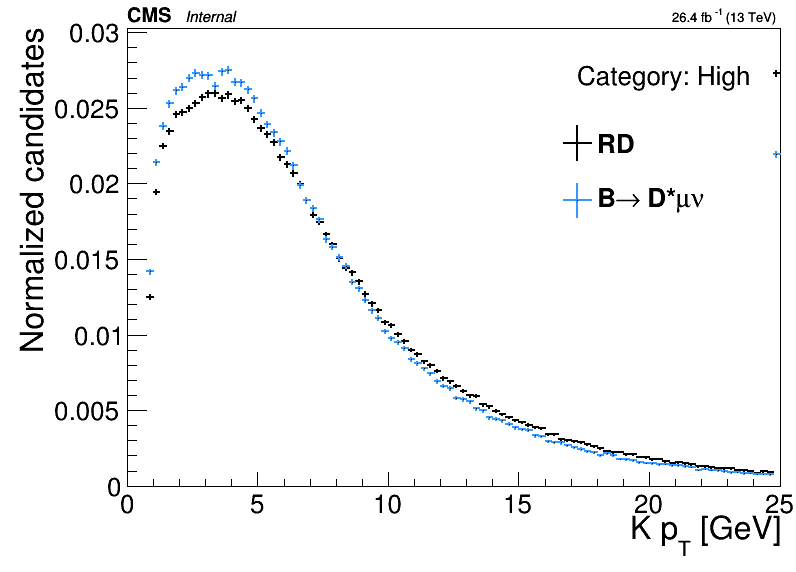 CMS Internal 26.4 fb⁻¹ (13 TeV)
Normalized candidates
0.03
0.025
0.02
0.015
0.01
0.005
0
Category: High
RD
B→ D*μν
0 5 10 15 20 25
K p_T [GeV]